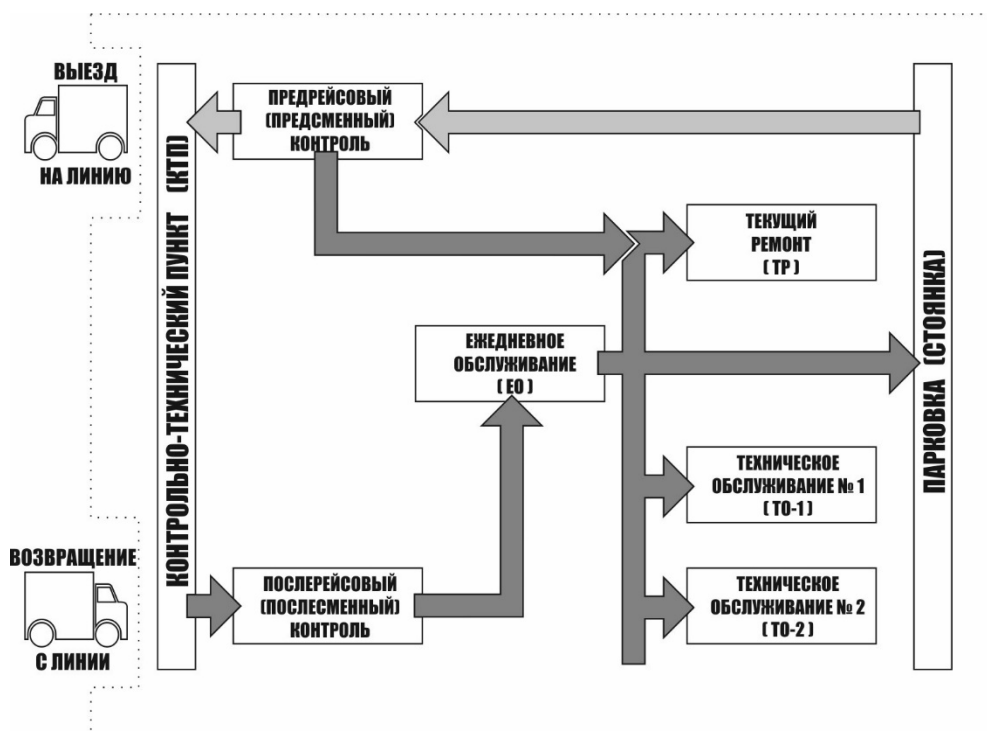 ВЫЕЗД
НА ЛИНИЮ
КОНТРОЛЬНО-ТЕХНИЧЕСКИЙ ПУНКТ (КТП)
ПРЕДРЕЙСОВЫЙ
(ПРЕДСМЕННЫЙ)
КОНТРОЛЬ
ТЕКУЩИЙ
РЕМОНТ
( ТР )
ПАРКОВКА (СТОЯНКА)
ЕЖЕДНЕВНОЕ
ОБСЛУЖИВАНИЕ
( ЕО )
ТЕХНИЧЕСКОЕ
ОБСЛУЖИВАНИЕ № 1
( ТО-1 )
ВОЗВРАЩЕНИЕ
С ЛИНИИ
ПОСЛЕРЕЙСОВЫЙ
(ПОСЛЕСМЕННЫЙ)
КОНТРОЛЬ
ТЕХНИЧЕСКОЕ
ОБСЛУЖИВАНИЕ № 2
( ТО-2 )